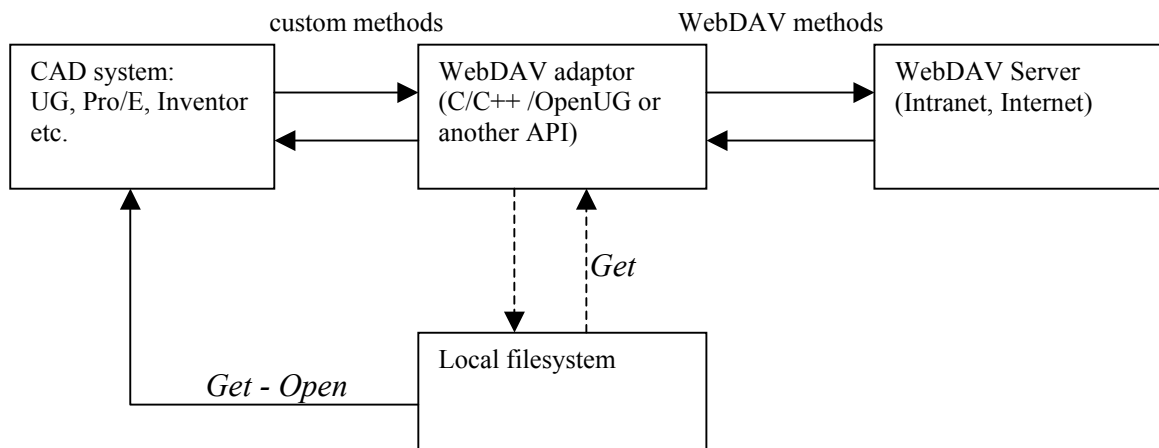 custom methods
WebDAV methods
CAD system:
UG, Pro/E, Inventor
etc.
WebDAV adaptor
(C/C++ /OpenUG or
another API)
WebDAV Server
(Intranet, Internet)
Get
Local filesystem
Get - Open